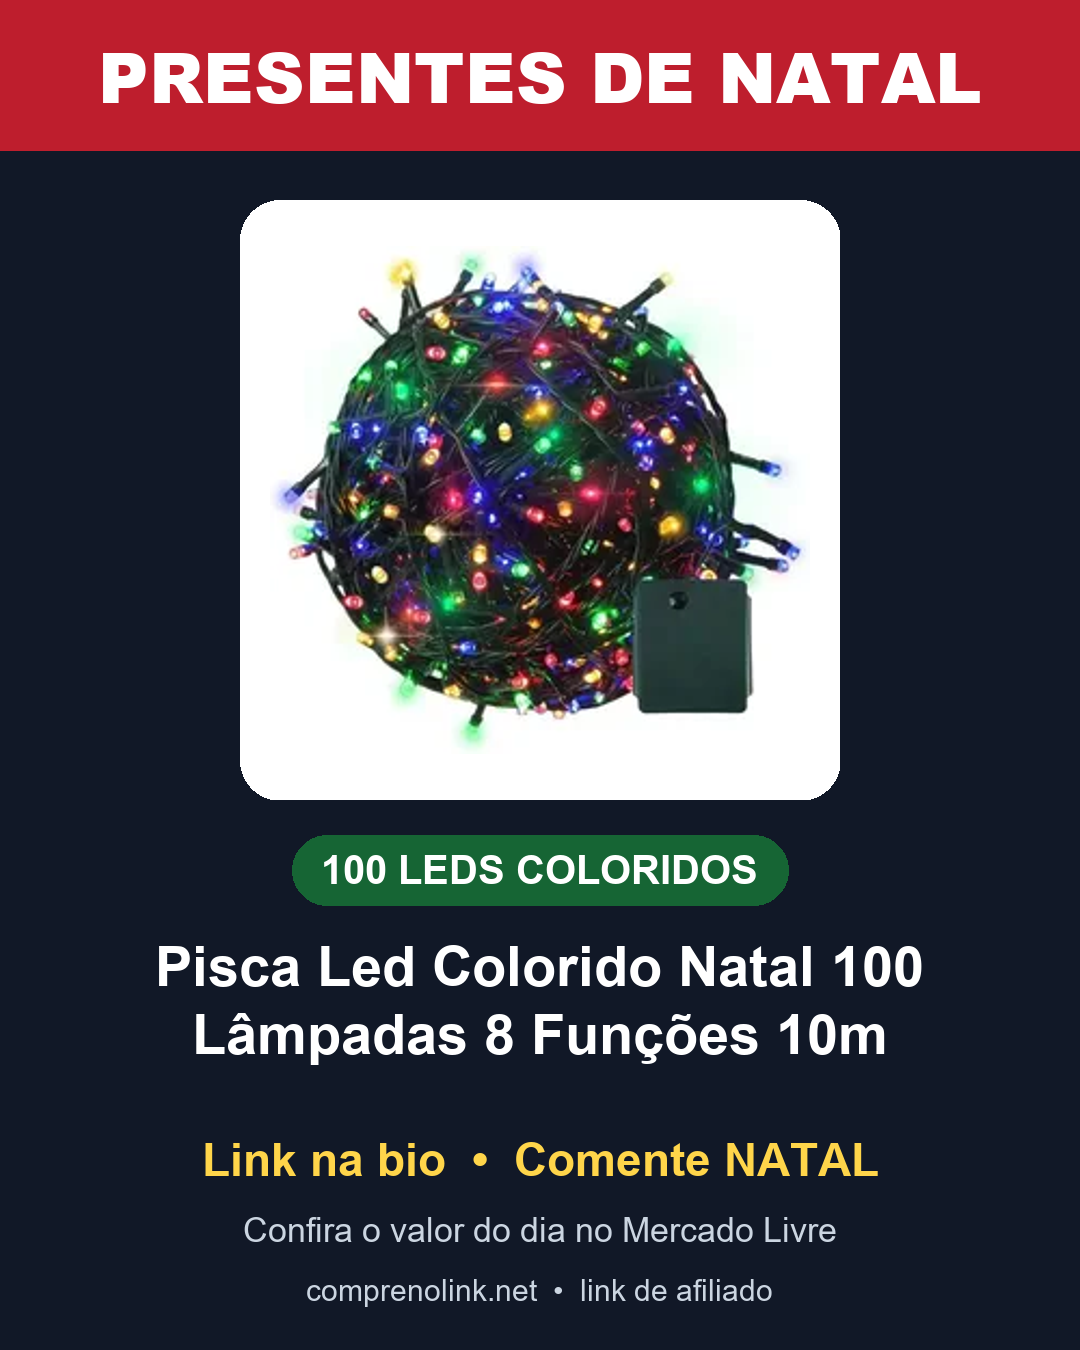 PRESENTES DE NATAL
100 LEDS COLORIDOS
Pisca Led Colorido Natal 100
Lâmpadas 8 Funções 10m
Link na bio • Comente NATAL
Confira o valor do dia no Mercado Livre
comprenolink.net • link de afiliado